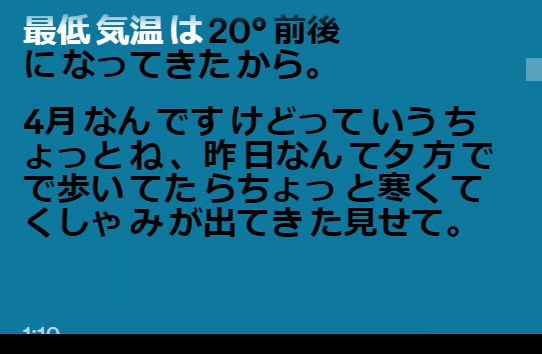 最低気温は20°前後
になってきたから。
4月なんですけどっていうち
ょっとね、昨日なんて夕方で
で歩いてたらちょっと寒くて
くしゃみが出てきた見せて。